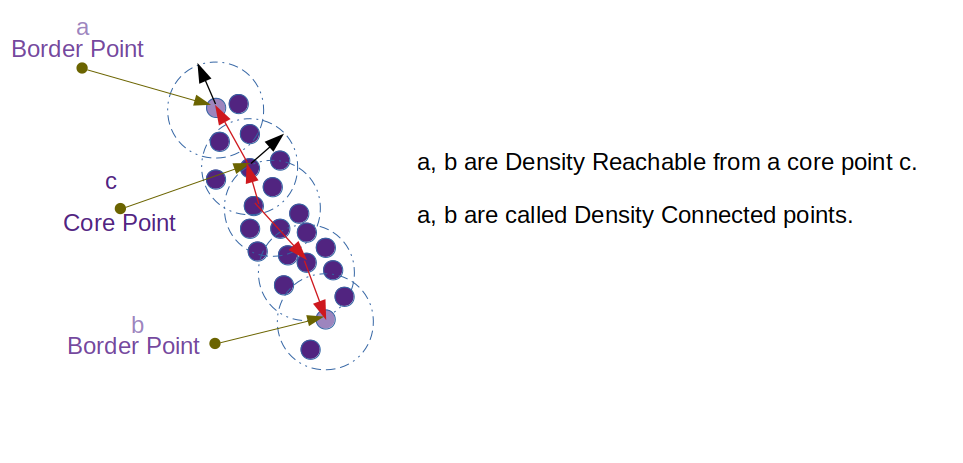 a
Border Point
c
Core Point
b
Border Point
a, b are Density Reachable from a core point c.
a, b are called Density Connected points.